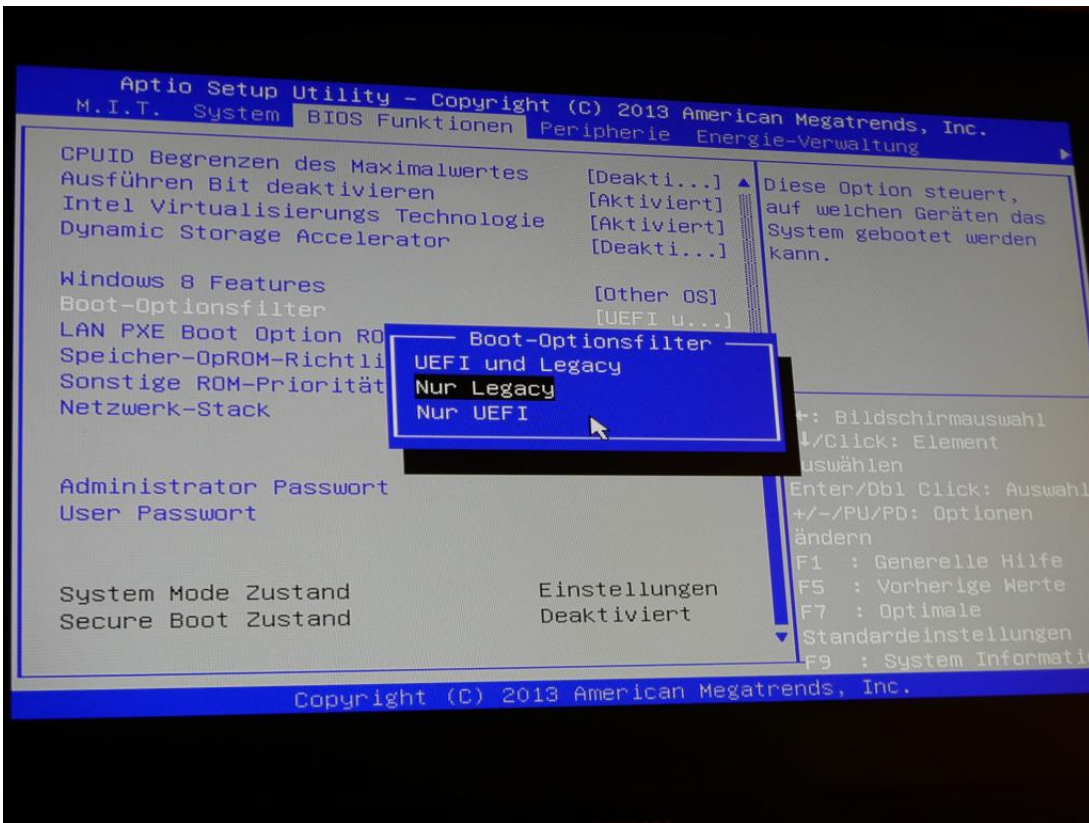 Aptio Setup Utility – Copyright (C) 2013 American Megatrends, Inc.
M.I.T. System BIOS Funktionen Peripherie Energie-Verwaltung
CPUID Begrenzen des Maximalwertes [Deakti...]
Ausführen Bit deaktivieren [Aktiviert]
Intel Virtualisierungs Technologie [Aktiviert]
Dynamic Storage Accelerator [Deakti...]
Windows 8 Features [Other OS]
Boot-Optionsfilter [UEFI u...]
LAN PXE Boot Option RO
Speicher-OpROM-Richtli
Sonstige ROM-Priorität
Netzwerk-Stack
Boot-Optionsfilter
UEFI und Legacy
Nur Legacy
Nur UEFI
Administrator Passwort
User Passwort
System Mode Zustand Einstellungen
Secure Boot Zustand Deaktiviert
Diese Option steuert,
auf welchen Geräten das
System gebootet werden
kann.
←: Bildschirmauswahl
↓/Click: Element
uswählen
Enter/Dbl Click: Auswahl
+/-/PU/PD: Optionen
ändern
F1 : Generelle Hilfe
F5 : Vorherige Werte
F7 : Optimale
Standardeinstellungen
F9 : System Informati
Copyright (C) 2013 American Megatrends, Inc.